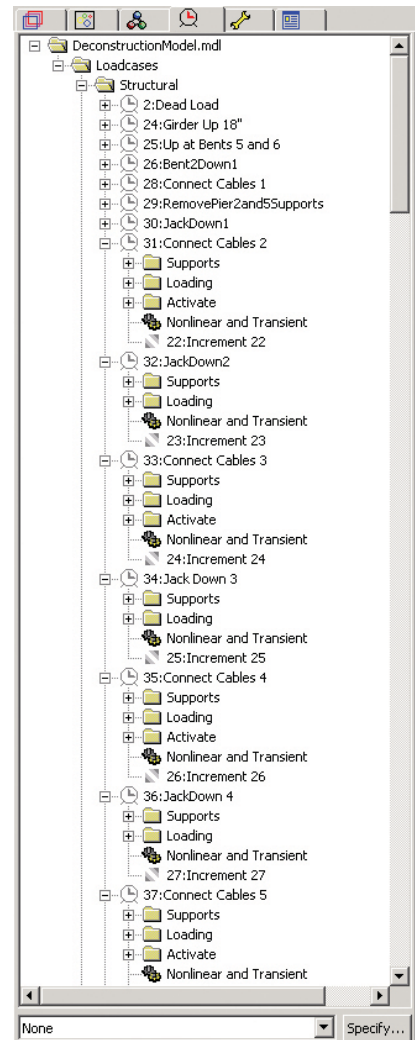 DeconstructionModel.mdl
Loadcases
Structural
2:Dead Load
24:Girder Up 18"
25:Up at Bents 5 and 6
26:Bent2Down1
28:Connect Cables 1
29:RemovePier2and5Supports
30:JackDown1
31:Connect Cables 2
Supports
Loading
Activate
Nonlinear and Transient
22:Increment 22
32:JackDown2
Supports
Loading
Nonlinear and Transient
23:Increment 23
33:Connect Cables 3
Supports
Loading
Activate
Nonlinear and Transient
24:Increment 24
34:Jack Down 3
Supports
Loading
Nonlinear and Transient
25:Increment 25
35:Connect Cables 4
Supports
Loading
Activate
Nonlinear and Transient
26:Increment 26
36:JackDown 4
Supports
Loading
Nonlinear and Transient
27:Increment 27
37:Connect Cables 5
Supports
Loading
Activate
Nonlinear and Transient
None Specify...